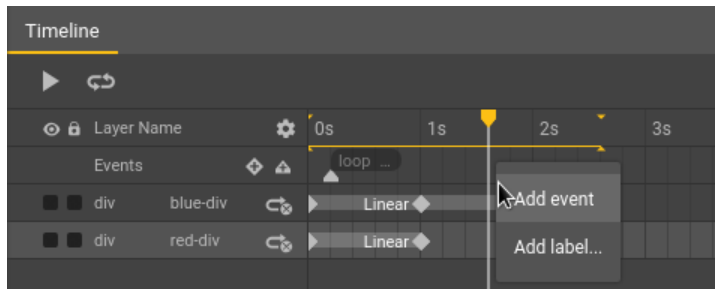 Timeline
Layer Name 0s 1s 2s 3s
Events loop ...
div blue-div Linear
div red-div Linear
Add event
Add label...